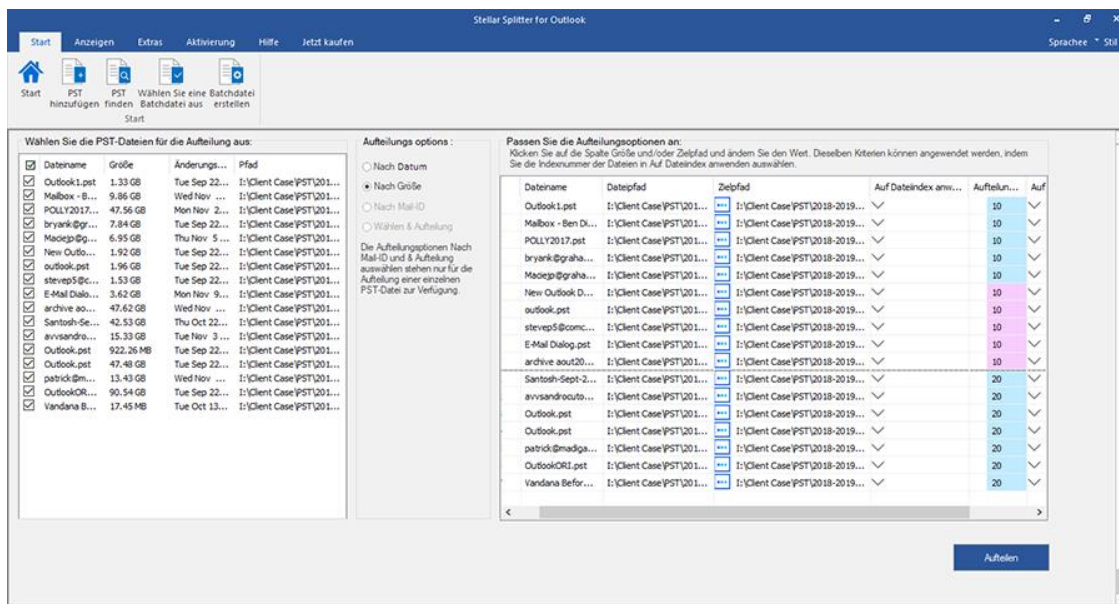 Stellar Splitter for Outlook
Start Anzeigen Extras Aktivierung Hilfe Jetzt kaufen Sprachee Stil
Start PST hinzufügen PST finden Wählen Sie eine Batchdatei aus Batchdatei erstellen
Start
Wählen Sie die PST-Dateien für die Aufteilung aus:
Dateiname Größe Änderungs... Pfad
Outlook1.pst 1.33 GB Tue Sep 22... I:\Client Case\PST\201...
Mailbox - B... 9.86 GB Wed Nov ... I:\Client Case\PST\201...
POLLY2017... 47.56 GB Mon Nov 2... I:\Client Case\PST\201...
bryank@gr... 7.84 GB Tue Sep 22... I:\Client Case\PST\201...
Maciejp@g... 6.95 GB Thu Nov 5 ... I:\Client Case\PST\201...
New Outlo... 1.92 GB Tue Sep 22... I:\Client Case\PST\201...
outlook.pst 1.96 GB Tue Sep 22... I:\Client Case\PST\201...
stevep5@c... 1.53 GB Tue Sep 22... I:\Client Case\PST\201...
E-Mail Dialo... 3.62 GB Mon Nov 9... I:\Client Case\PST\201...
archive ao... 47.62 GB Wed Nov ... I:\Client Case\PST\201...
Santosh-Se... 42.53 GB Thu Oct 22... I:\Client Case\PST\201...
avvsandro... 15.33 GB Tue Nov 3 ... I:\Client Case\PST\201...
Outlook.pst 922.26 MB Tue Sep 22... I:\Client Case\PST\201...
Outlook.pst 47.48 GB Tue Sep 22... I:\Client Case\PST\201...
patrick@m... 13.43 GB Wed Nov ... I:\Client Case\PST\201...
OutlookOR... 90.54 GB Tue Sep 22... I:\Client Case\PST\201...
Vandana B... 17.45 MB Tue Oct 13... I:\Client Case\PST\201...
Aufteilungs options :
Nach Datum
Nach Größe
Nach Mail-ID
Wählen & Aufteilung
Die Aufteilungsoptionen Nach
Mail-ID und & Aufteilung
auswählen stehen nur für die
Aufteilung einer einzelnen
PST-Datei zur Verfügung.
Passen Sie die Aufteilungsoptionen an:
Klicken Sie auf die Spalte Größe und/oder Zielpfad und ändern Sie den Wert. Dieselben Kriterien können angewendet werden, indem
Sie die Indexnummer der Dateien in Auf Dateiindex anwenden auswählen.
Dateiname Dateipfad Zielpfad Auf Dateiindex anw... Aufteilun... Auf
Outlook1.pst I:\Client Case\PST\201... I:\Client Case\PST\2018-2019... 10
Mailbox - Ben Di... I:\Client Case\PST\201... I:\Client Case\PST\2018-2019... 10
POLLY2017.pst I:\Client Case\PST\201... I:\Client Case\PST\2018-2019... 10
bryank@graha... I:\Client Case\PST\201... I:\Client Case\PST\2018-2019... 10
Maciejp@graha... I:\Client Case\PST\201... I:\Client Case\PST\2018-2019... 10
New Outlook D... I:\Client Case\PST\201... I:\Client Case\PST\2018-2019... 10
outlook.pst I:\Client Case\PST\201... I:\Client Case\PST\2018-2019... 10
stevep5@comc... I:\Client Case\PST\201... I:\Client Case\PST\2018-2019... 10
E-Mail Dialog.pst I:\Client Case\PST\201... I:\Client Case\PST\2018-2019... 10
archive aout20... I:\Client Case\PST\201... I:\Client Case\PST\2018-2019... 10
Santosh-Sept-2... I:\Client Case\PST\201... I:\Client Case\PST\2018-2019... 20
avvsandrocuto... I:\Client Case\PST\201... I:\Client Case\PST\2018-2019... 20
Outlook.pst I:\Client Case\PST\201... I:\Client Case\PST\2018-2019... 20
Outlook.pst I:\Client Case\PST\201... I:\Client Case\PST\2018-2019... 20
patrick@madiga... I:\Client Case\PST\201... I:\Client Case\PST\2018-2019... 20
OutlookORI.pst I:\Client Case\PST\201... I:\Client Case\PST\2018-2019... 20
Vandana Befor... I:\Client Case\PST\201... I:\Client Case\PST\2018-2019... 20
Aufteilen